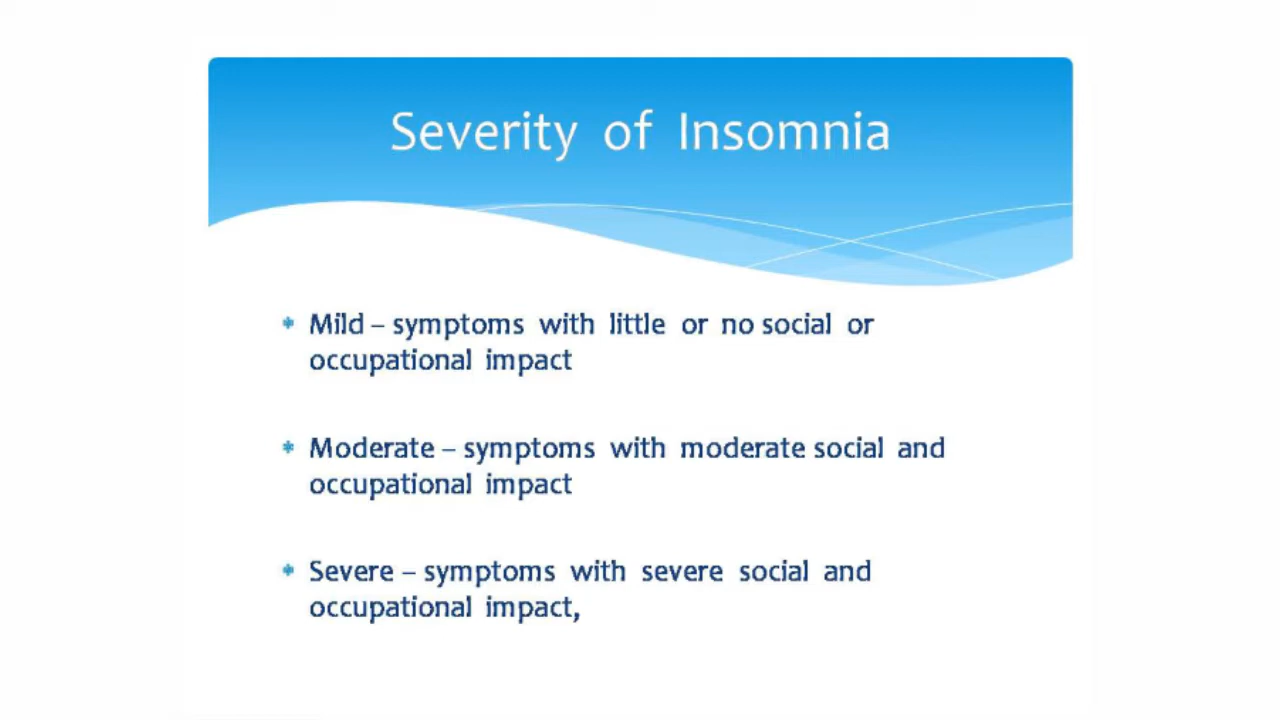 Severity of Insomnia
* Mild – symptoms with little or no social or
occupational impact
* Moderate – symptoms with moderate social and
occupational impact
* Severe – symptoms with severe social and
occupational impact,